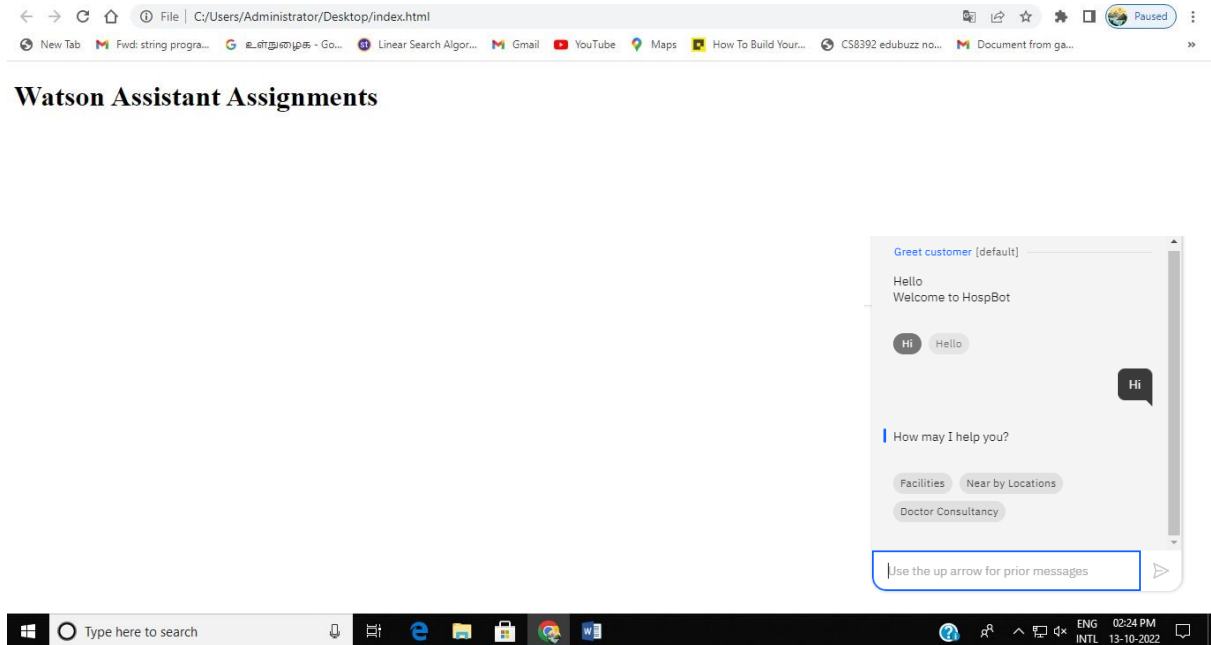 File | C:/Users/Administrator/Desktop/index.html
Paused
New Tab Fwd: string progra... உள்நுழைக - Go... Linear Search Algor... Gmail YouTube Maps How To Build Your... CS8392 edubuzz no... Document from ga... »
Watson Assistant Assignments
Greet customer [default]
Hello
Welcome to HospBot
Hi Hello
Hi
How may I help you?
Facilities Near by Locations
Doctor Consultancy
Use the up arrow for prior messages
Type here to search
ENG 02:24 PM
INTL 13-10-2022